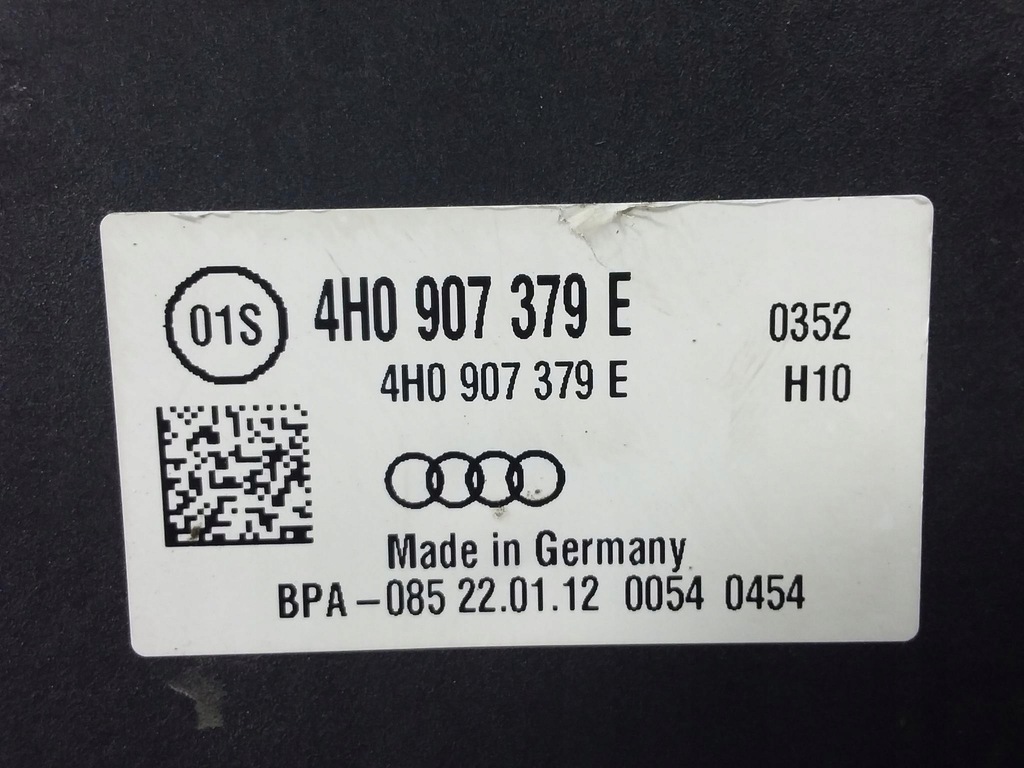 01S 4H0 907 379 E 0352
4H0 907 379 E H10
Made in Germany
BPA-085 22.01.12 0054 0454